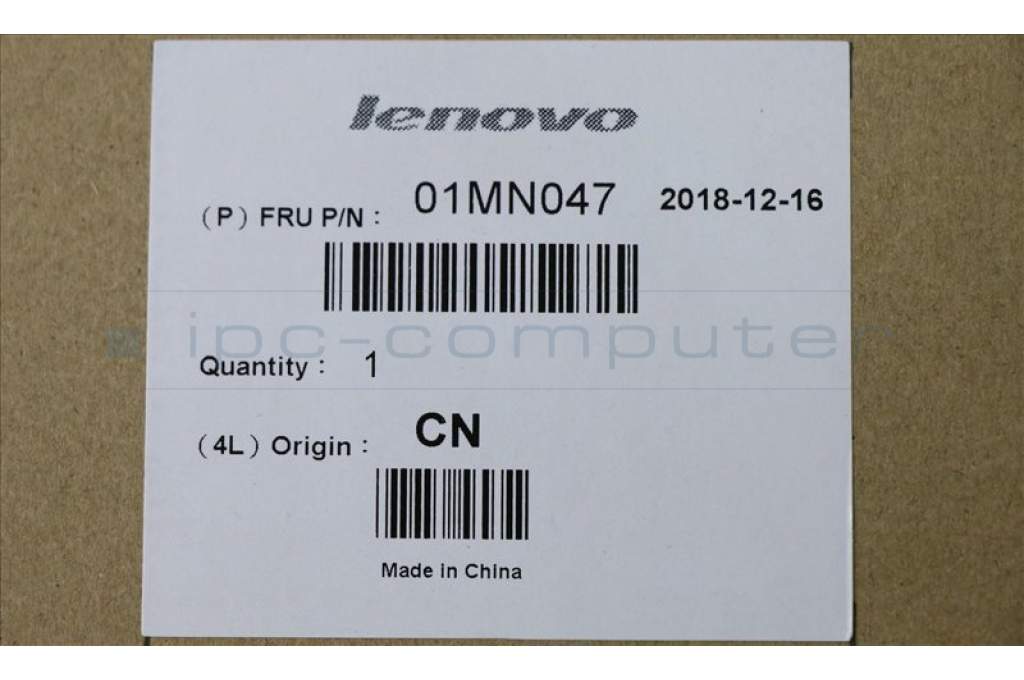 lenovo
(P) FRU P/N : 01MN047 2018-12-16
ipc-computer
Quantity : 1
(4L) Origin : CN
Made in China